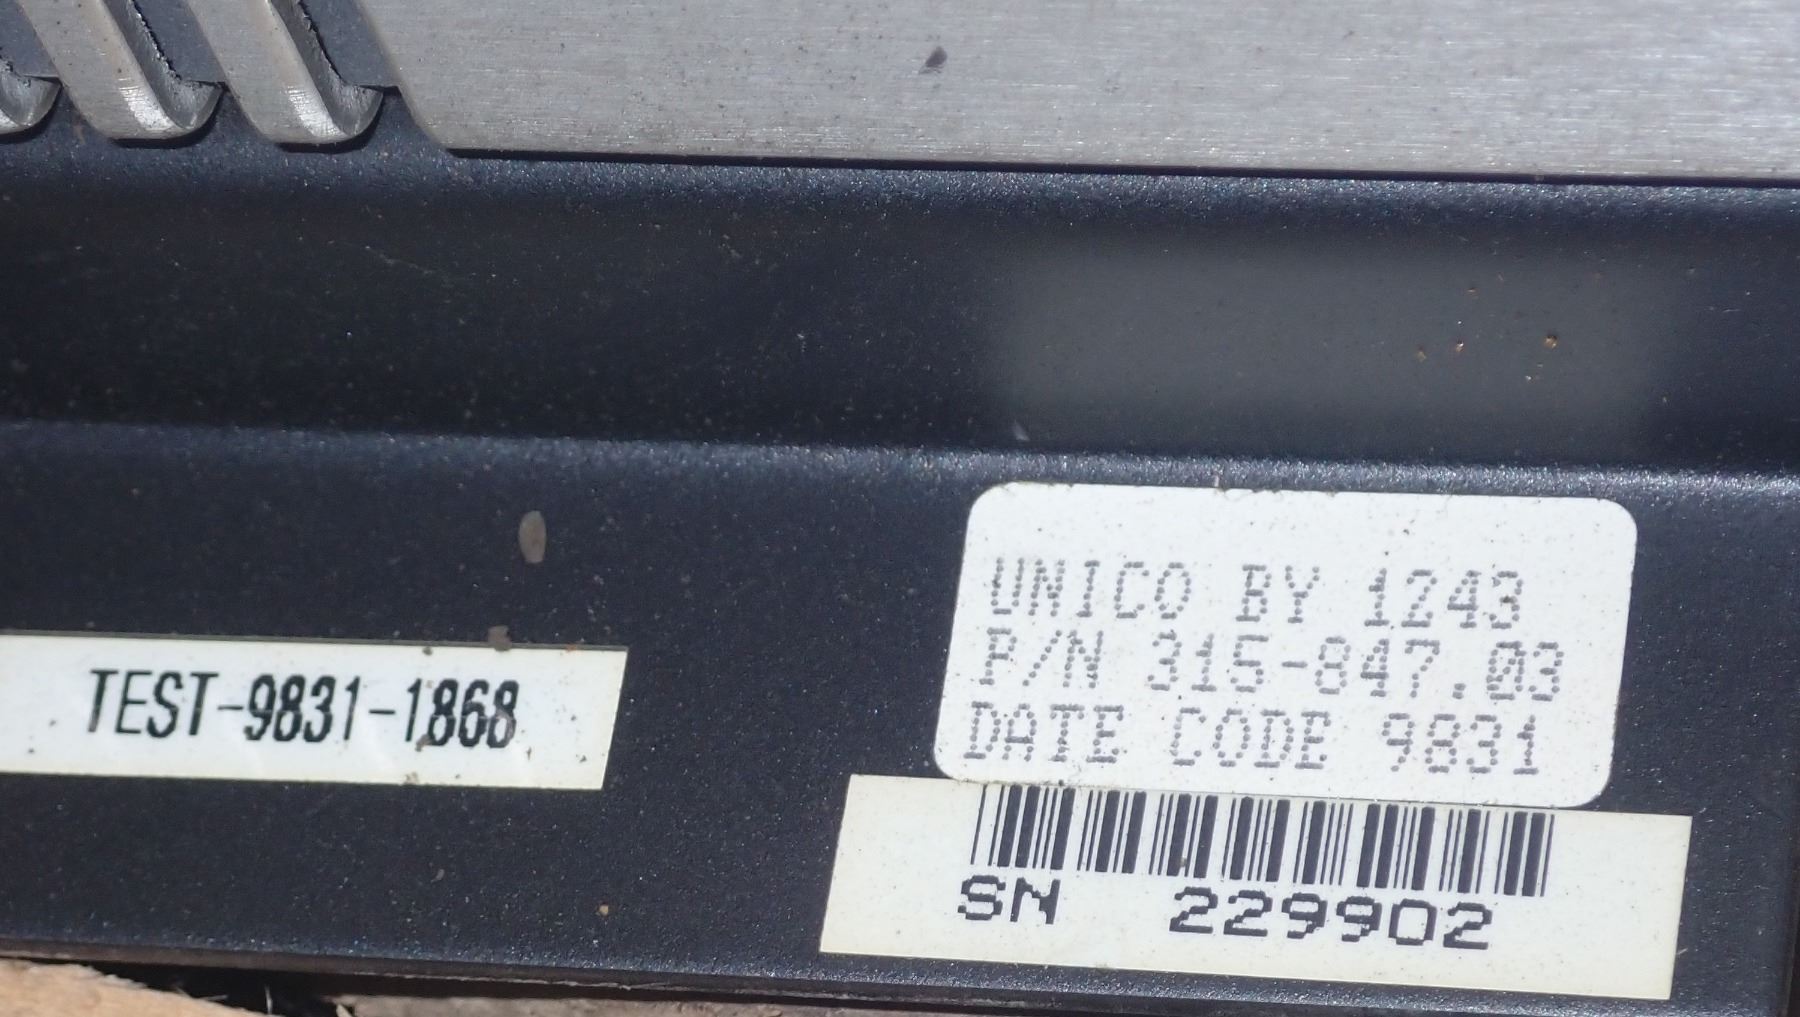 UNICO BY 1243
P/N 315-847.03
DATE CODE 9831
TEST-9831-1868
SN 229902